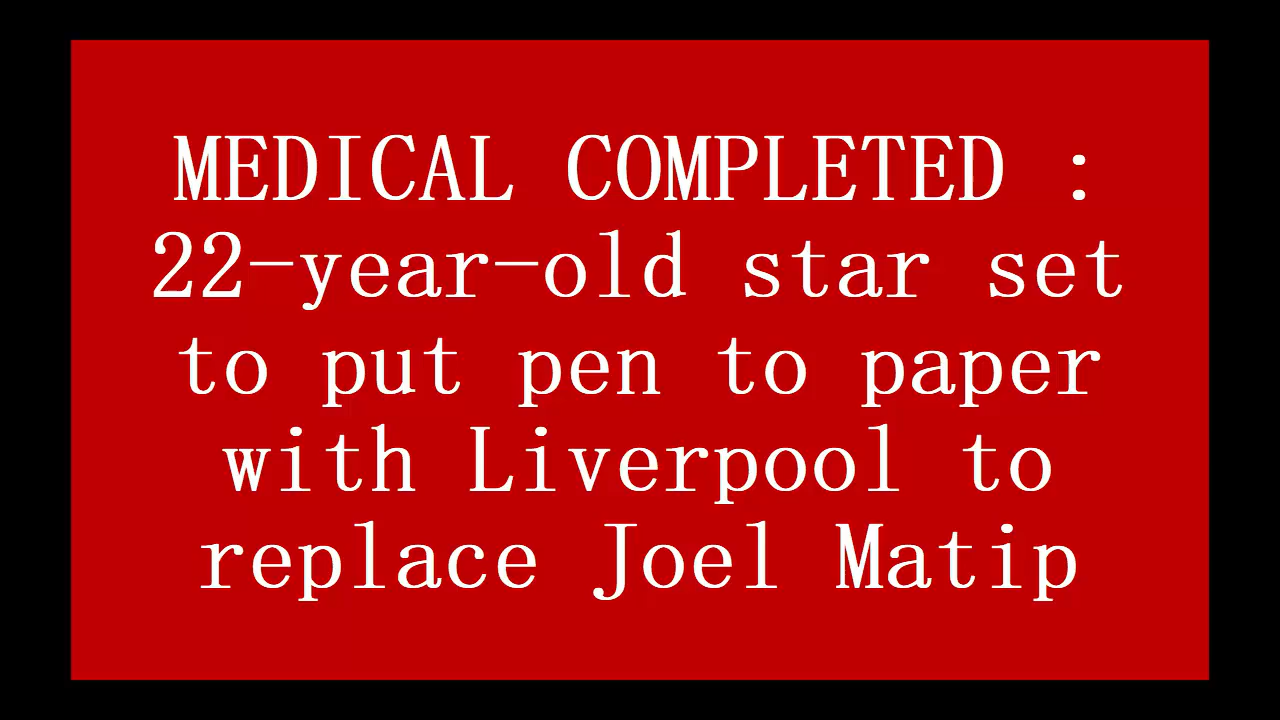 MEDICAL COMPLETED :
22-year-old star set
to put pen to paper
with Liverpool to
replace Joel Matip